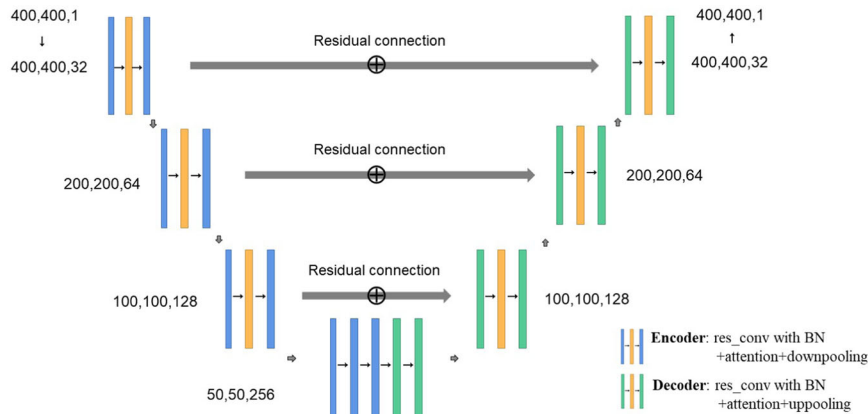 400,400,1
400,400,32
Residual connection
400,400,1
400,400,32
200,200,64
Residual connection
200,200,64
100,100,128
Residual connection
100,100,128
50,50,256
Encoder: res_conv with BN
+attention+downpooling
Decoder: res_conv with BN
+attention+uppooling